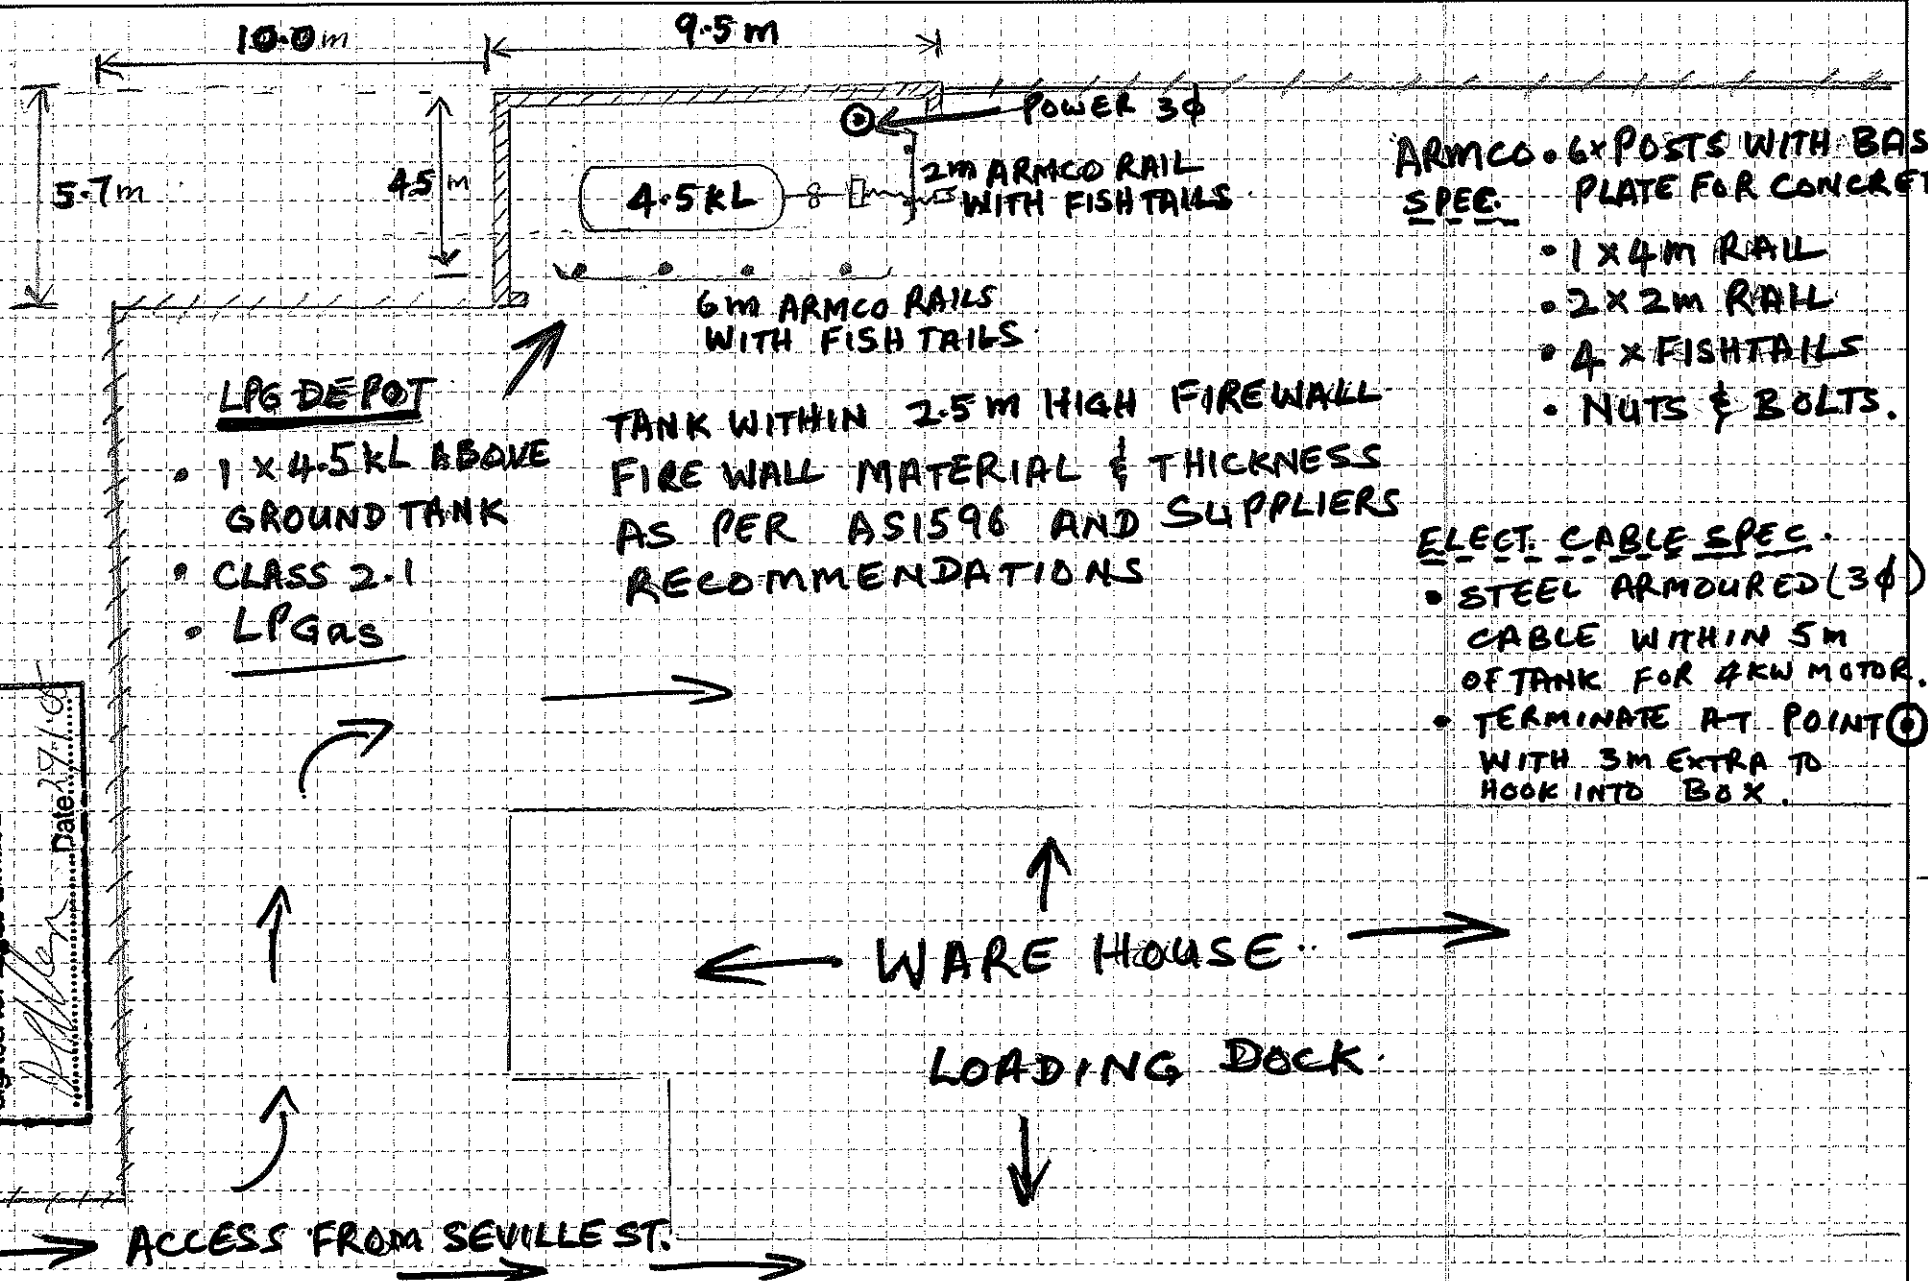 10.0m
9.5m
5.7m
4.5 m
POWER 3φ
4.5KL
2m ARMCO RAIL
WITH FISHTAILS
6m ARMCO RAILS
WITH FISH TAILS
ARMCO
SPEC.
• 6x POSTS WITH BAS
PLATE FOR CONCRET
• 1 x 4m RAIL
• 2 x 2m RAIL
• 4 x FISHTAILS
• NUTS & BOLTS.
LPG DEPOT
• 1 x 4.5KL ABOVE
GROUND TANK
• CLASS 2.1
• LPGas
TANK WITHIN 2.5m HIGH FIREWALL
FIRE WALL MATERIAL & THICKNESS
AS PER AS1596 AND SUPPLIERS
RECOMMENDATIONS
ELECT. CABLE SPEC.
• STEEL ARMOURED (3φ)
CABLE WITHIN 5m
OF TANK FOR 4KW MOTOR.
• TERMINATE AT POINT
WITH 3m EXTRA TO
HOOK INTO BOX.
Date
WARE HOUSE
LOADING DOCK
ACCESS FROM SEVILLE ST.